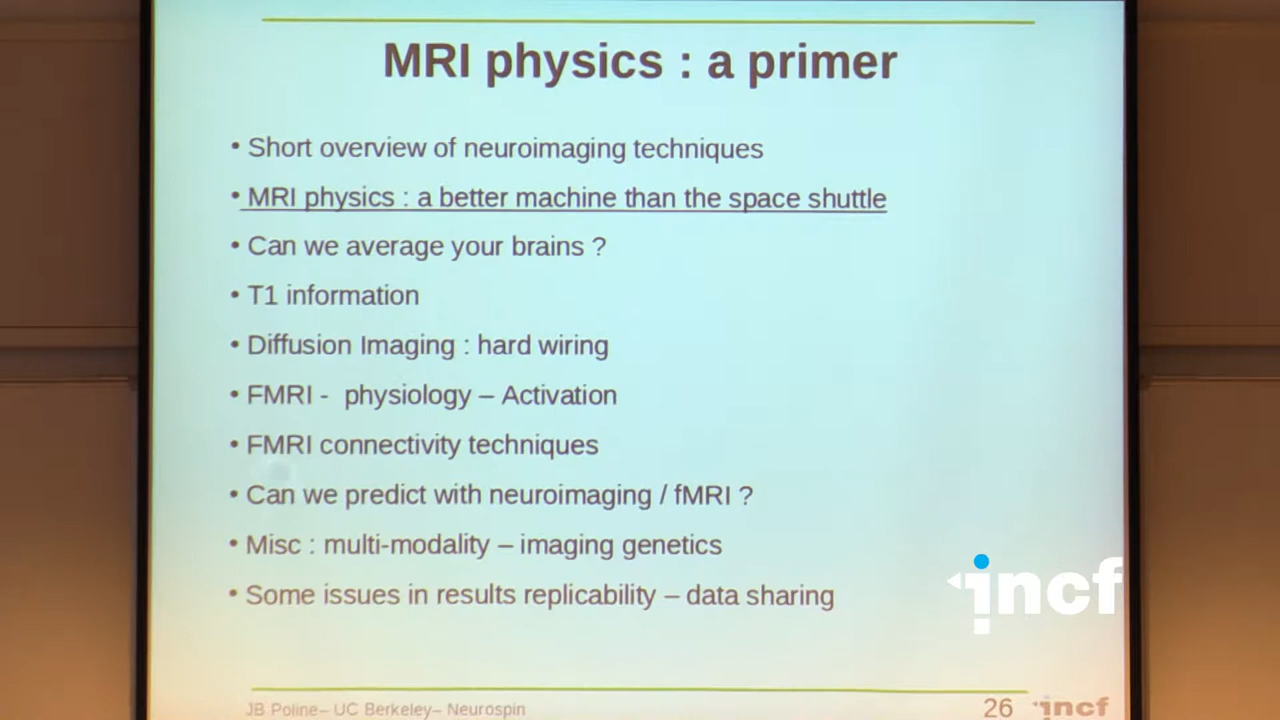 MRI physics : a primer
• Short overview of neuroimaging techniques
• MRI physics : a better machine than the space shuttle
• Can we average your brains ?
• T1 information
• Diffusion Imaging : hard wiring
• FMRI -  physiology – Activation
• FMRI connectivity techniques
• Can we predict with neuroimaging / fMRI ?
• Misc : multi-modality – imaging genetics
• Some issues in results replicability – data sharing
incf
JB Poline– UC Berkeley– Neurospin
26
incf